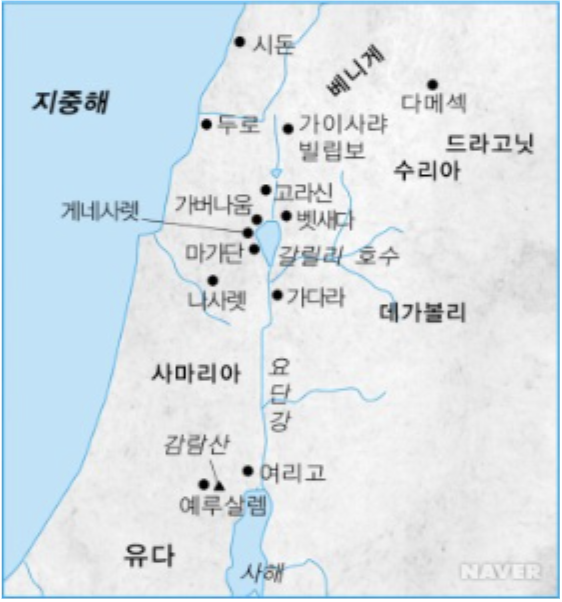 시돈
베니게
다메섹
지중해
두로
가이사랴
빌립보
드라고닛
수리아
고라신
게네사렛
가버나움
벳새다
마가단
갈릴리 호수
나사렛
가다라
데가볼리
사마리아
요
단
강
감람산
여리고
예루살렘
유다
사해
NAVER